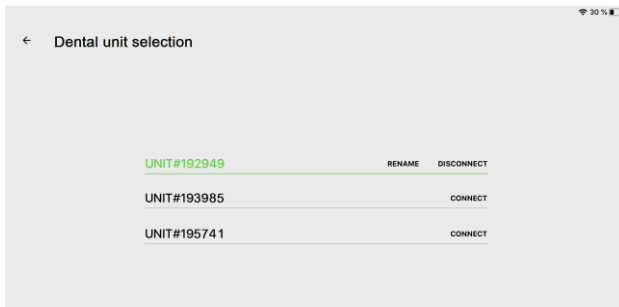 30 %
← Dental unit selection
UNIT#192949 RENAME DISCONNECT
UNIT#193985 CONNECT
UNIT#195741 CONNECT